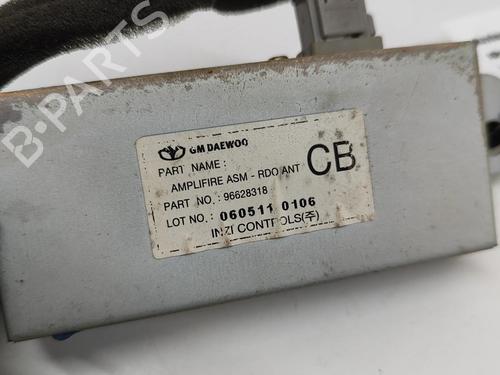 GM DAEWOO
PART NAME :
AMPLIFIRE ASM - RDO ANT
CB
PART NO. : 96628318
LOT NO. : 060511 0106
INZI CONTROLS(주)
B-PARTS